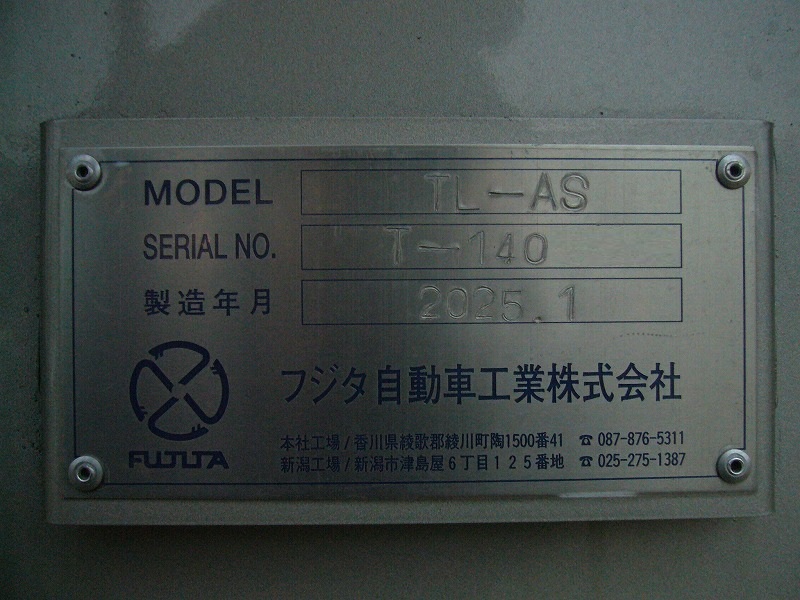 MODEL TL-AS
SERIAL NO. T-140
製造年月 2025.1
フジタ自動車工業株式会社
FUJITA
本社工場/香川県綾歌郡綾川町陶1500番41 ☎ 087-876-5311
新潟工場/新潟市津島屋6丁目125番地 ☎ 025-275-1387